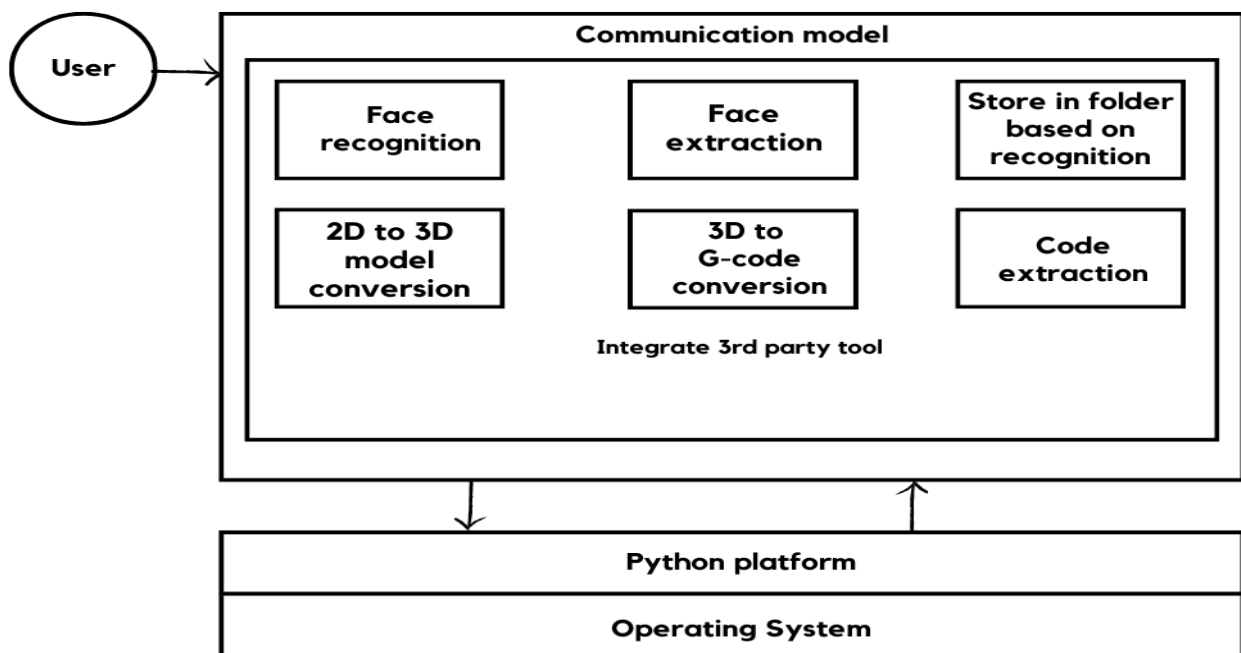 User
Communication model
Face
recognition
Face
extraction
Store in folder
based on
recognition
2D to 3D
model
conversion
3D to
G-code
conversion
Code
extraction
Integrate 3rd party tool
Python platform
Operating System